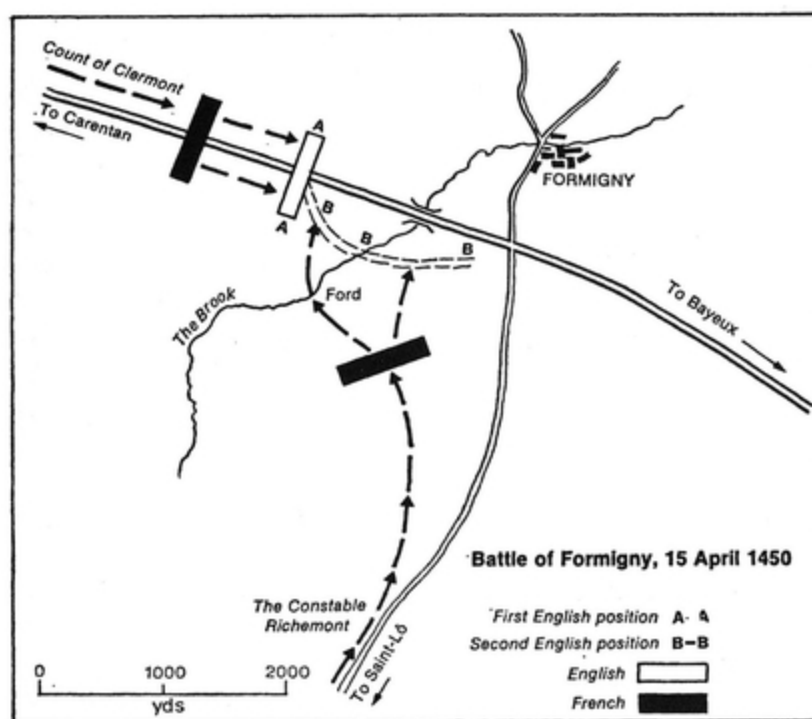 Count of Clermont
To Carentan
A
A
B
B
B
FORMIGNY
The Brook
Ford
To Bayeux
The Constable
Richemont
To Saint-Lô
Battle of Formigny, 15 April 1450
First English position A-A
Second English position B-B
English
French
0 1000 2000
yds